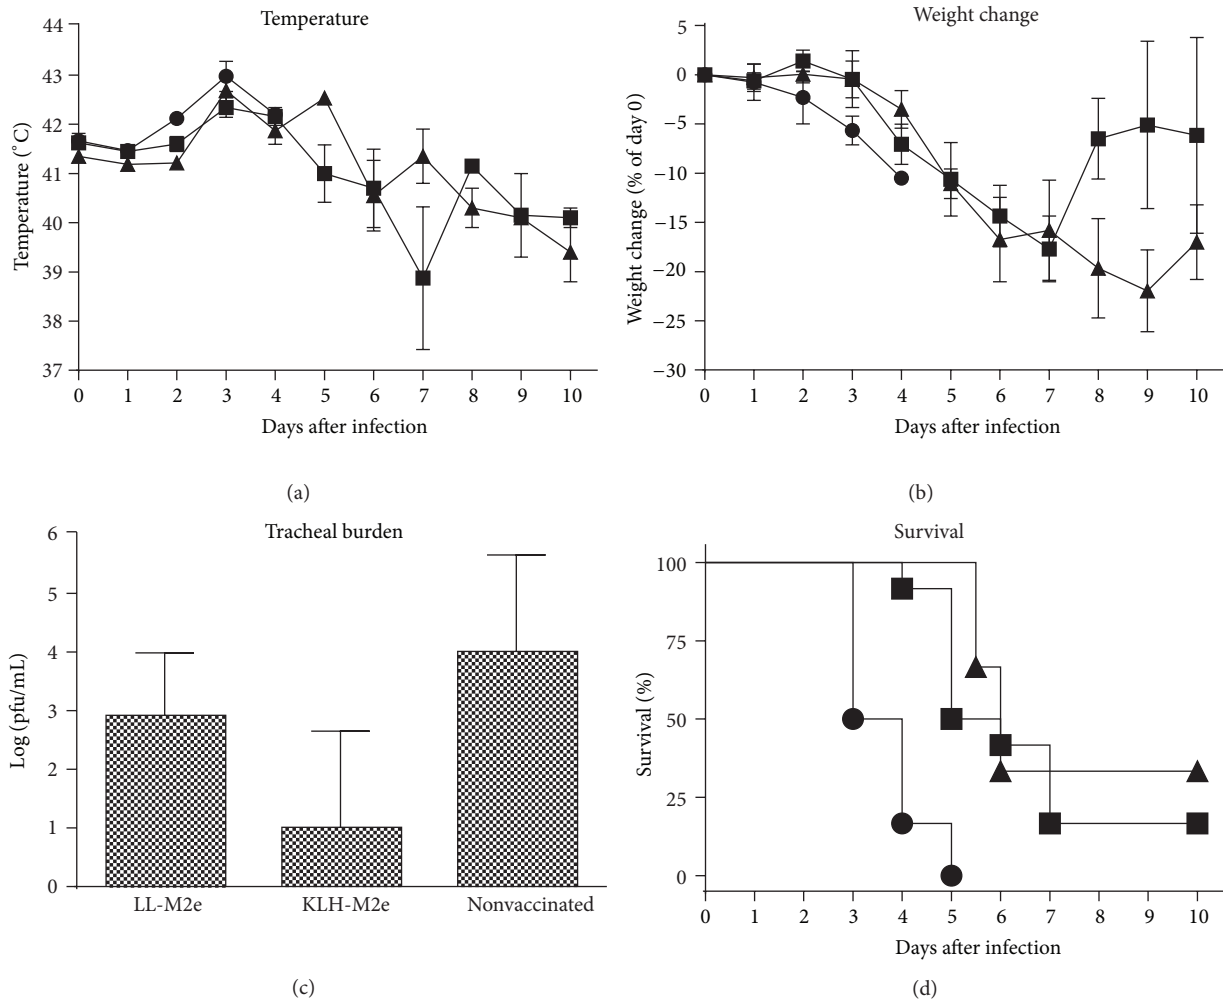 Temperature
44
43
42
41
40
39
38
37
Temperature (°C)
0 1 2 3 4 5 6 7 8 9 10
Days after infection
(a)
Weight change
5
0
−5
−10
−15
−20
−25
−30
Weight change (% of day 0)
0 1 2 3 4 5 6 7 8 9 10
Days after infection
(b)
Tracheal burden
6
5
4
3
2
1
0
Log (pfu/mL)
LL-M2e KLH-M2e Nonvaccinated
(c)
Survival
100
75
50
25
0
Survival (%)
0 1 2 3 4 5 6 7 8 9 10
Days after infection
(d)